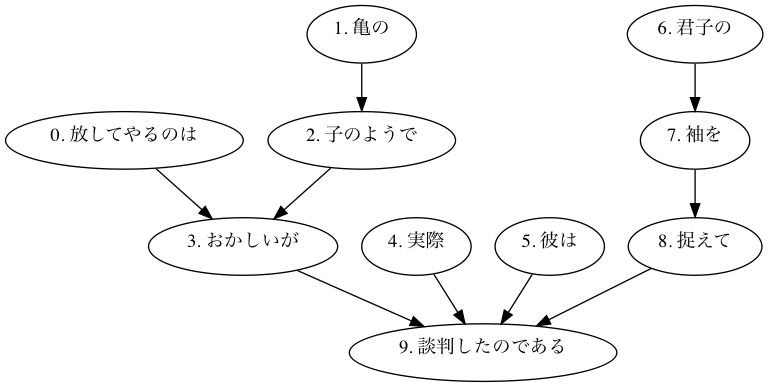 1. 亀の
6. 君子の
0. 放してやるのは
2. 子のようで
7. 袖を
3. おかしいが
4. 実際
5. 彼は
8. 捉えて
9. 談判したのである